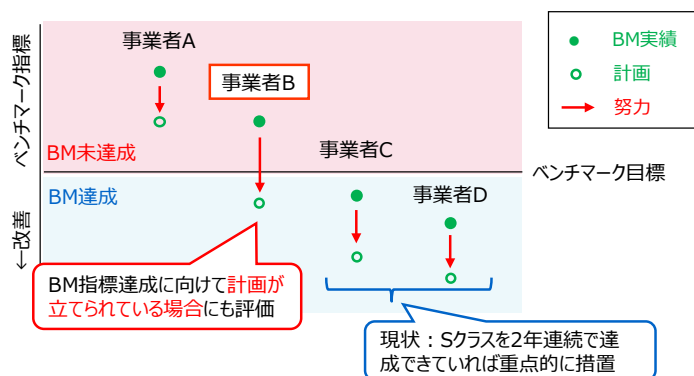 事業者A
事業者B
事業者C
事業者D
BM実績
計画
努力
ベンチマーク指標
←改善
BM未達成
BM達成
ベンチマーク目標
BM指標達成に向けて計画が
立てられている場合にも評価
現状：Sクラスを2年連続で達
成できていれば重点的に措置